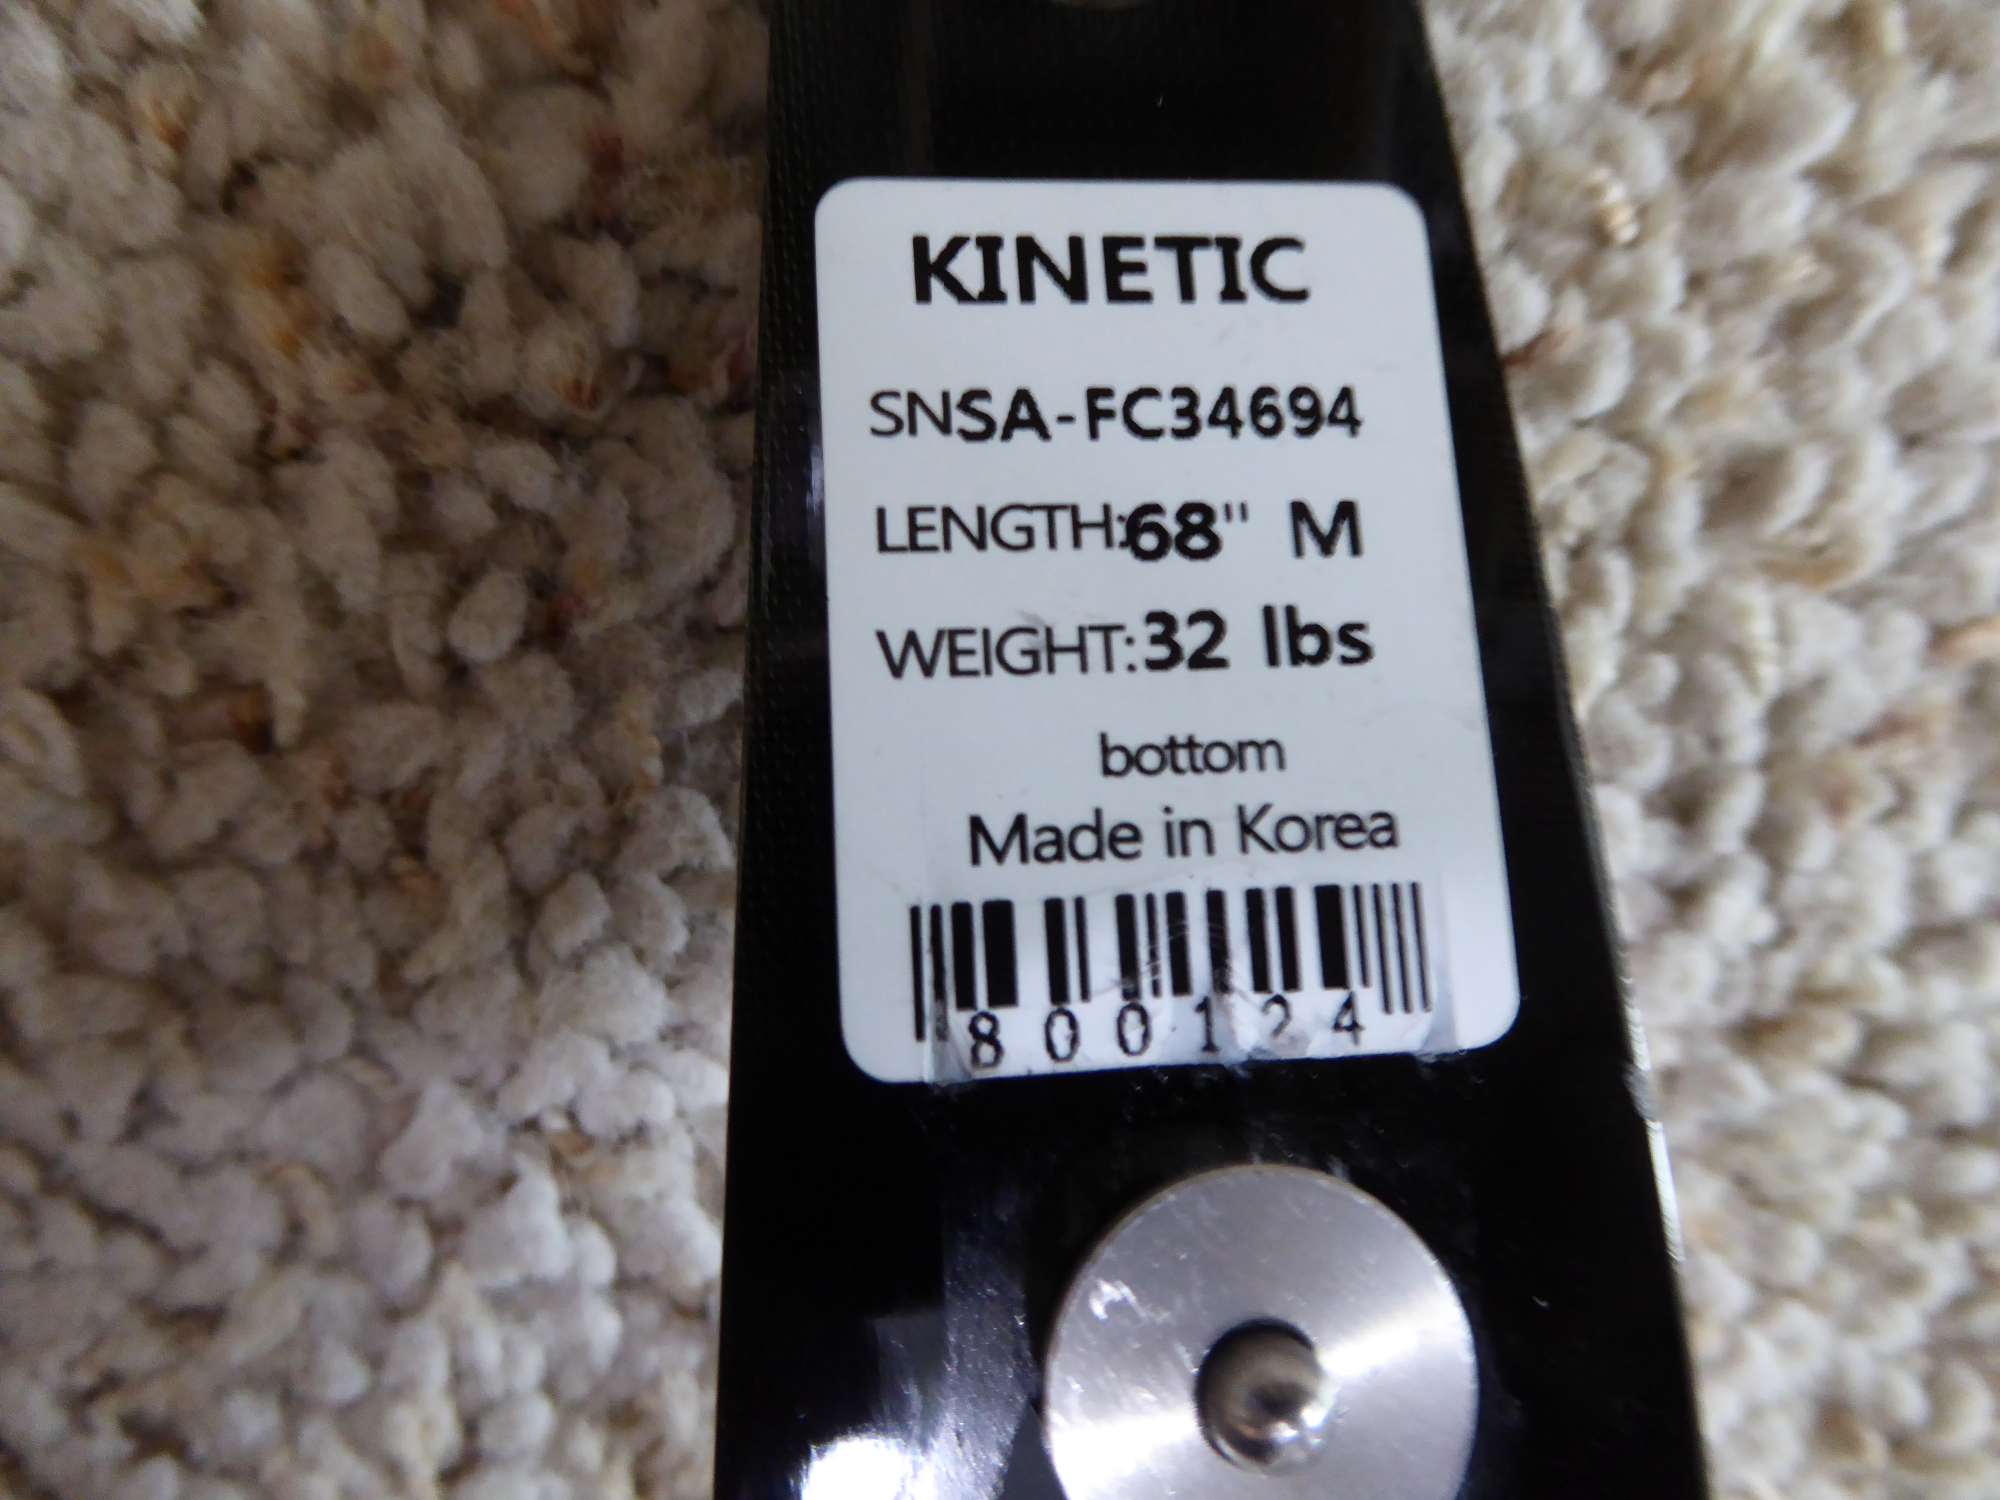 KINETIC
SNSA-FC34694
LENGTH:68" M
WEIGHT:32 lbs
bottom
Made in Korea
800124